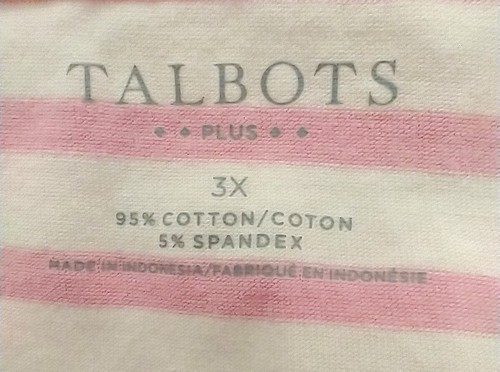 TALBOTS
• • PLUS • •
3X
95% COTTON/COTON
5% SPANDEX
MADE IN INDONESIA/FABRIQUÉ EN INDONÉSIE